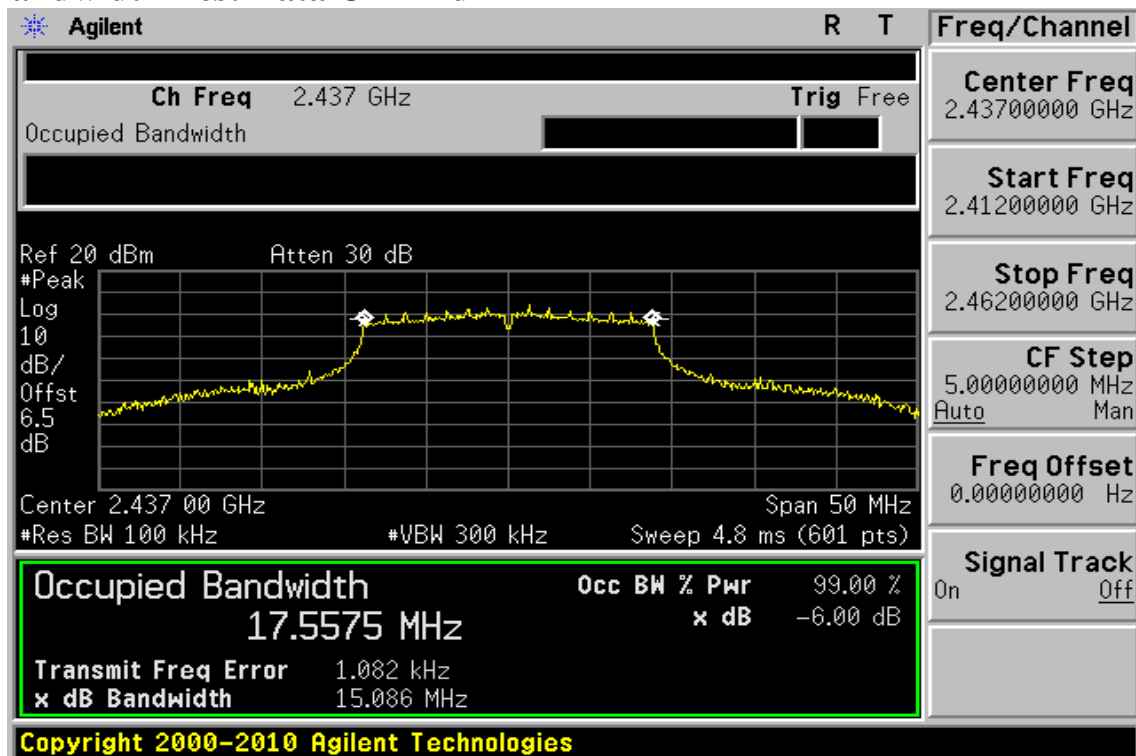 Agilent R T
Ch Freq 2.437 GHz Trig Free
Occupied Bandwidth
Ref 20 dBm Atten 30 dB
#Peak
Log
10
dB/
Offst
6.5
dB
Center 2.437 00 GHz Span 50 MHz
#Res BW 100 kHz #VBW 300 kHz Sweep 4.8 ms (601 pts)
Occupied Bandwidth Occ BW % Pwr 99.00 %
17.5575 MHz x dB -6.00 dB
Transmit Freq Error 1.082 kHz
x dB Bandwidth 15.086 MHz
Copyright 2000-2010 Agilent Technologies
Freq/Channel
Center Freq
2.43700000 GHz
Start Freq
2.41200000 GHz
Stop Freq
2.46200000 GHz
CF Step
5.00000000 MHz
Auto Man
Freq Offset
0.00000000 Hz
Signal Track
On Off